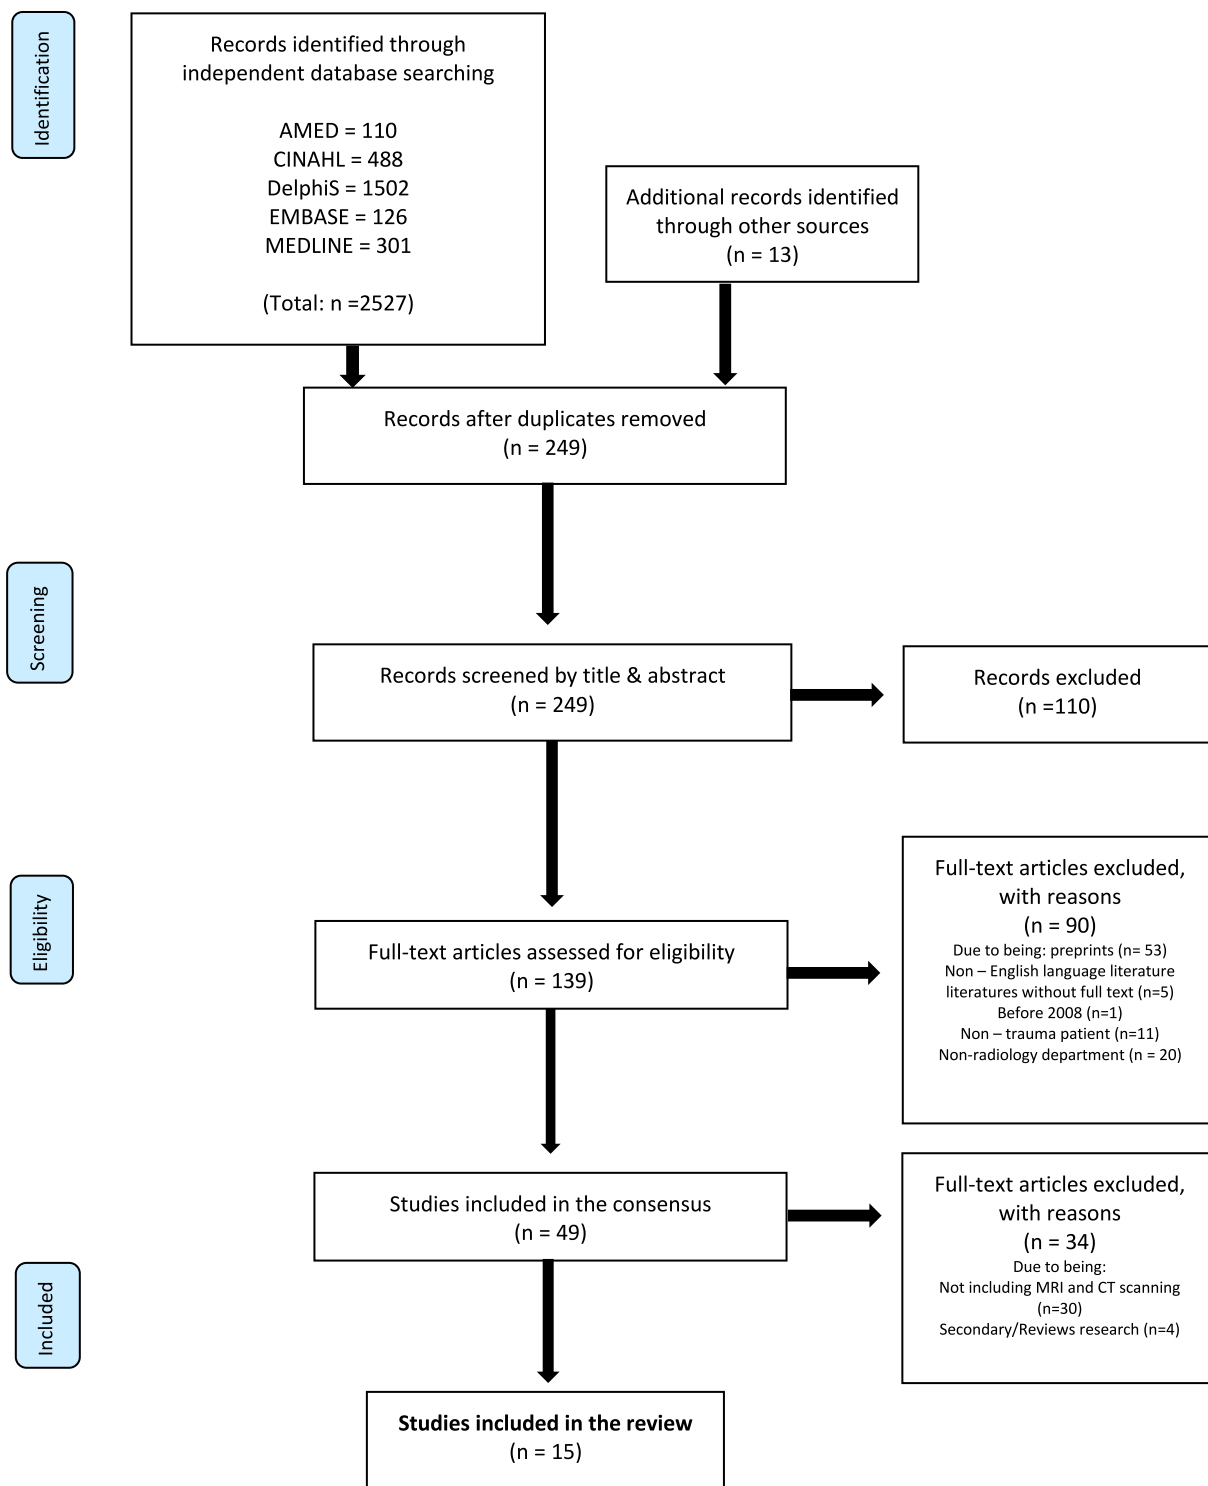 Identification
Records identified through
independent database searching
AMED = 110
CINAHL = 488
DelphiS = 1502
EMBASE = 126
MEDLINE = 301
(Total: n =2527)
Additional records identified
through other sources
(n = 13)
Records after duplicates removed
(n = 249)
Screening
Records screened by title & abstract
(n = 249)
Records excluded
(n =110)
Eligibility
Full-text articles assessed for eligibility
(n = 139)
Full-text articles excluded,
with reasons
(n = 90)
Due to being: preprints (n= 53)
Non – English language literature
literatures without full text (n=5)
Before 2008 (n=1)
Non – trauma patient (n=11)
Non-radiology department (n = 20)
Studies included in the consensus
(n = 49)
Full-text articles excluded,
with reasons
(n = 34)
Due to being:
Not including MRI and CT scanning
(n=30)
Secondary/Reviews research (n=4)
Included
Studies included in the review
(n = 15)